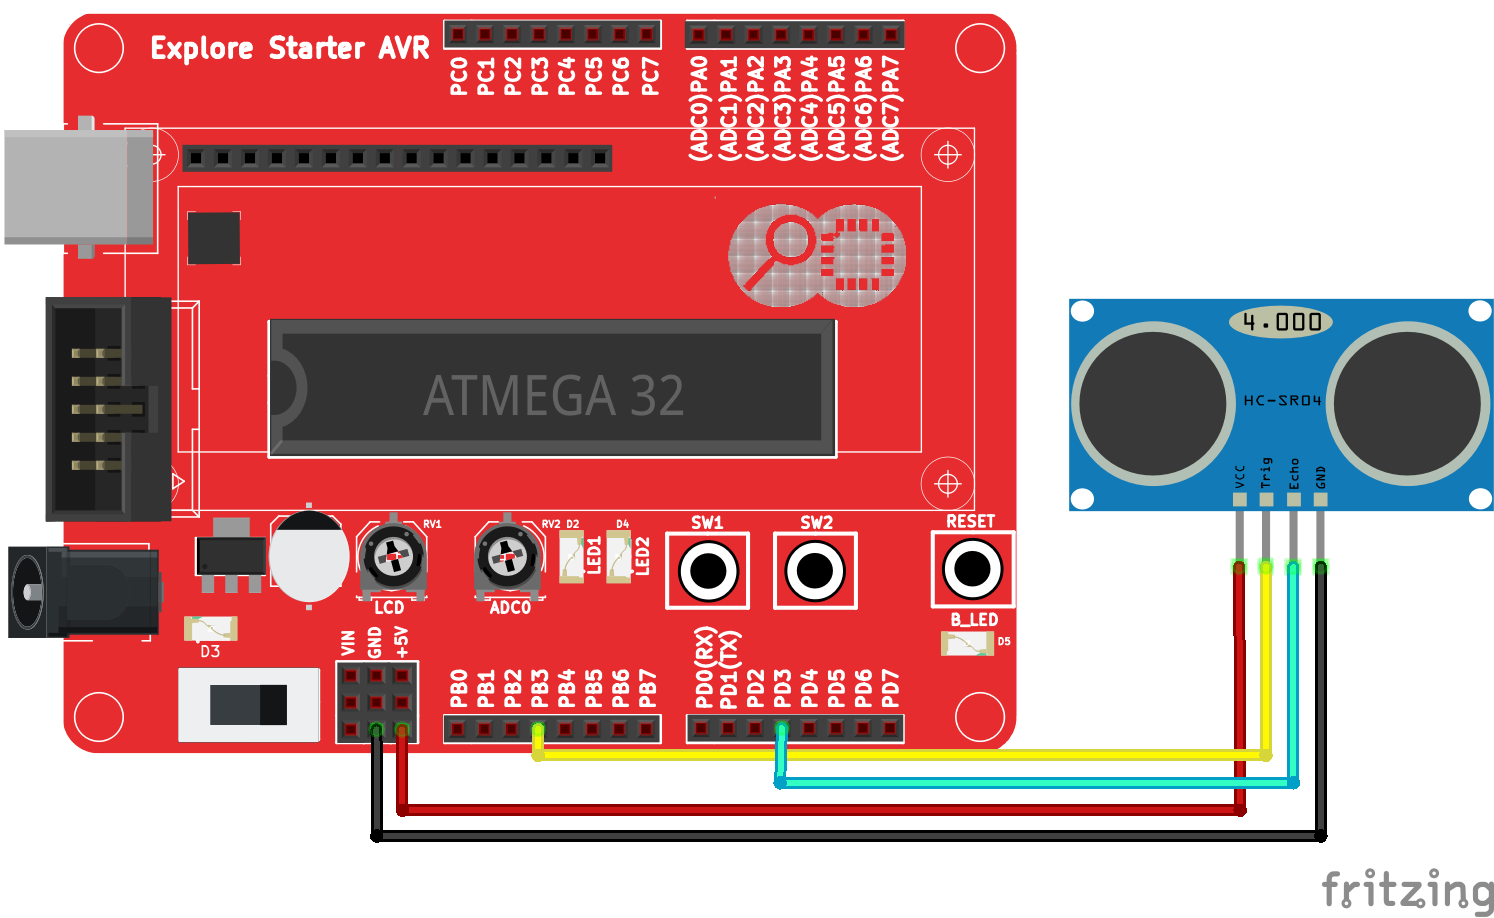 Explore Starter AVR
PC0
PC1
PC2
PC3
PC4
PC5
PC6
PC7
(ADC0)PA0
(ADC1)PA1
(ADC2)PA2
(ADC3)PA3
(ADC4)PA4
(ADC5)PA5
(ADC6)PA6
(ADC7)PA7
ATMEGA 32
4.000
HC-SR04
VCC
Trig
Echo
GND
RV1
LCD
RV2
ADC0
D2
LED1
D4
LED2
SW1
SW2
RESET
B_LED
D5
D3
VIN
GND
+5V
PB0
PB1
PB2
PB3
PB4
PB5
PB6
PB7
PD0(RX)
PD1(TX)
PD2
PD3
PD4
PD5
PD6
PD7
fritzing